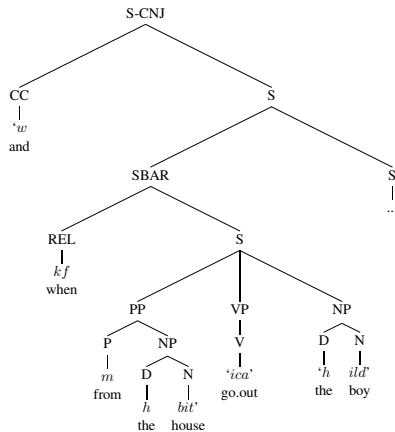 S-CNJ
CC S
‘w
and
SBAR S
..
REL S
kf
when
PP VP NP
P NP V D N
m ‘ica’ ‘h ild’
from D N go.out the boy
h bit’
the house